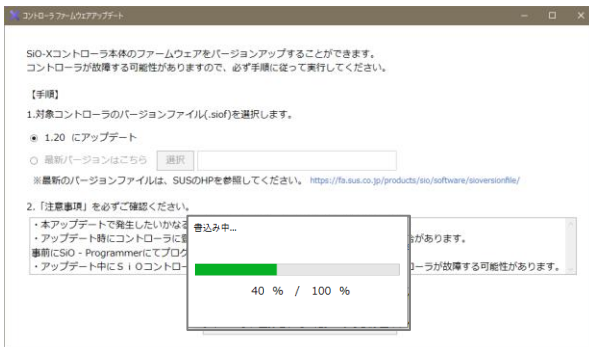 コントローラファームウェアアップデート
SiO-Xコントローラ本体のファームウェアをバージョンアップすることができます。
コントローラが故障する可能性がありますので、必ず手順に従って実行してください。
【手順】
1.対象コントローラのバージョンファイル(.siof)を選択します。
1.20 にアップデート
最新バージョンはこちら 選択
※最新のバージョンファイルは、SUSのHPを参照してください。 https://fa.sus.co.jp/products/sio/software/sioversionfile/
2.「注意事項」を必ずご確認ください。
・本アップデートで発生したいかなる
・アップデート時にコントローラに 合があります。
事前にSiO - Programmerにてプログ
・アップデート中にＳｉＯコントロー ローラが故障する可能性があります。
書込み中...
40 % / 100 %